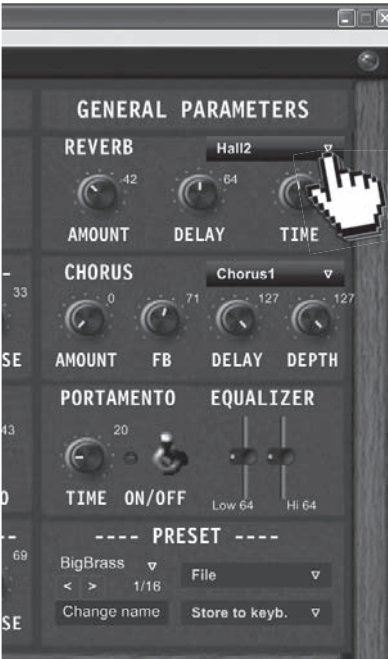 GENERAL PARAMETERS
REVERB Hall2
42 64
AMOUNT DELAY TIME
CHORUS Chorus1
33 0 71 127 127
SE AMOUNT FB DELAY DEPTH
PORTAMENTO EQUALIZER
43 20
TIME ON/OFF Low 64 Hi 64
---- PRESET ----
69 BigBrass
< > 1/16 File
SE Change name Store to keyb.